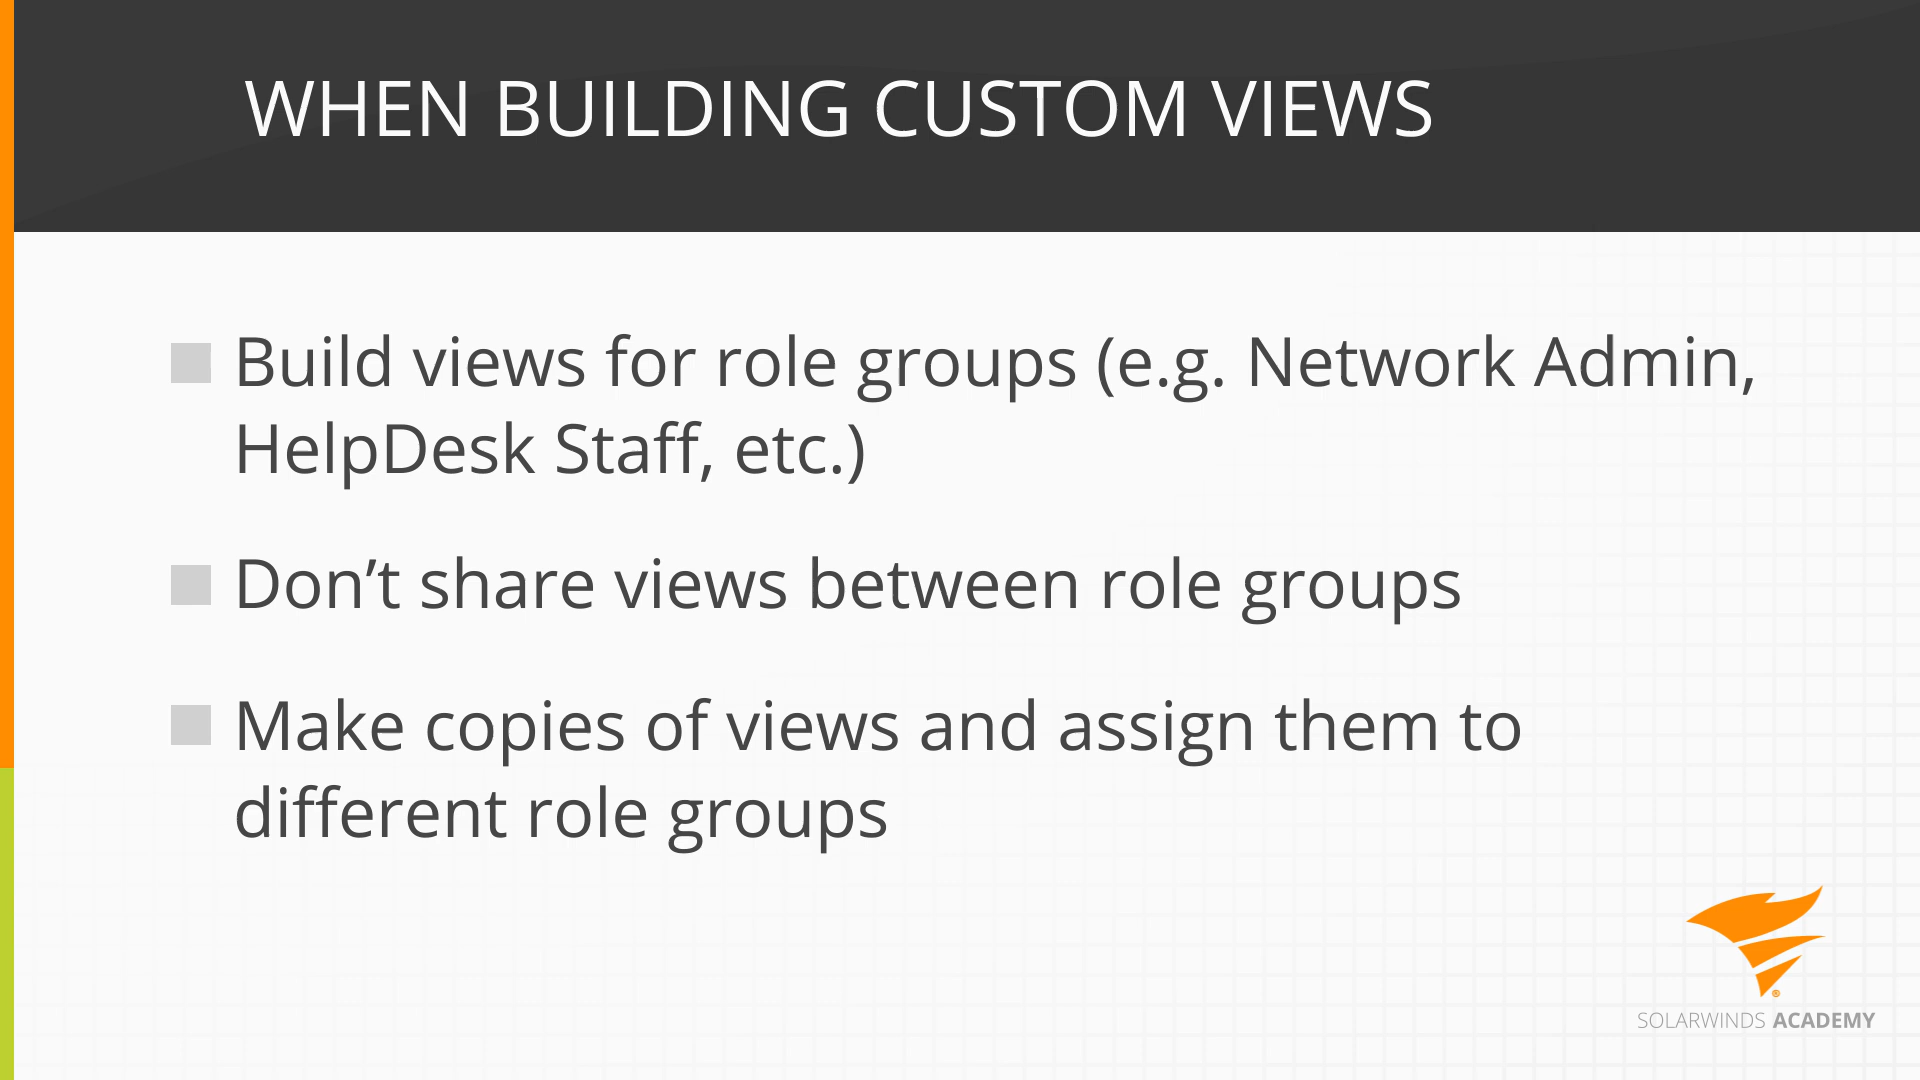 WHEN BUILDING CUSTOM VIEWS
Build views for role groups (e.g. Network Admin,
HelpDesk Staff, etc.)
Don’t share views between role groups
Make copies of views and assign them to
different role groups
®
SOLARWINDS ACADEMY